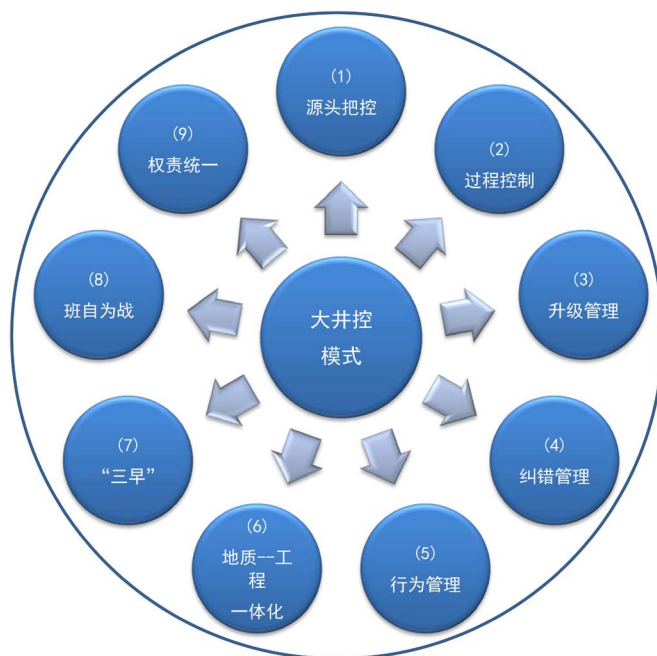 大井控
模式
(1)
源头把控
(2)
过程控制
(3)
升级管理
(4)
纠错管理
(5)
行为管理
(6)
地质--工
程
一体化
(7)
“三早”
(8)
班自为战
(9)
权责统一